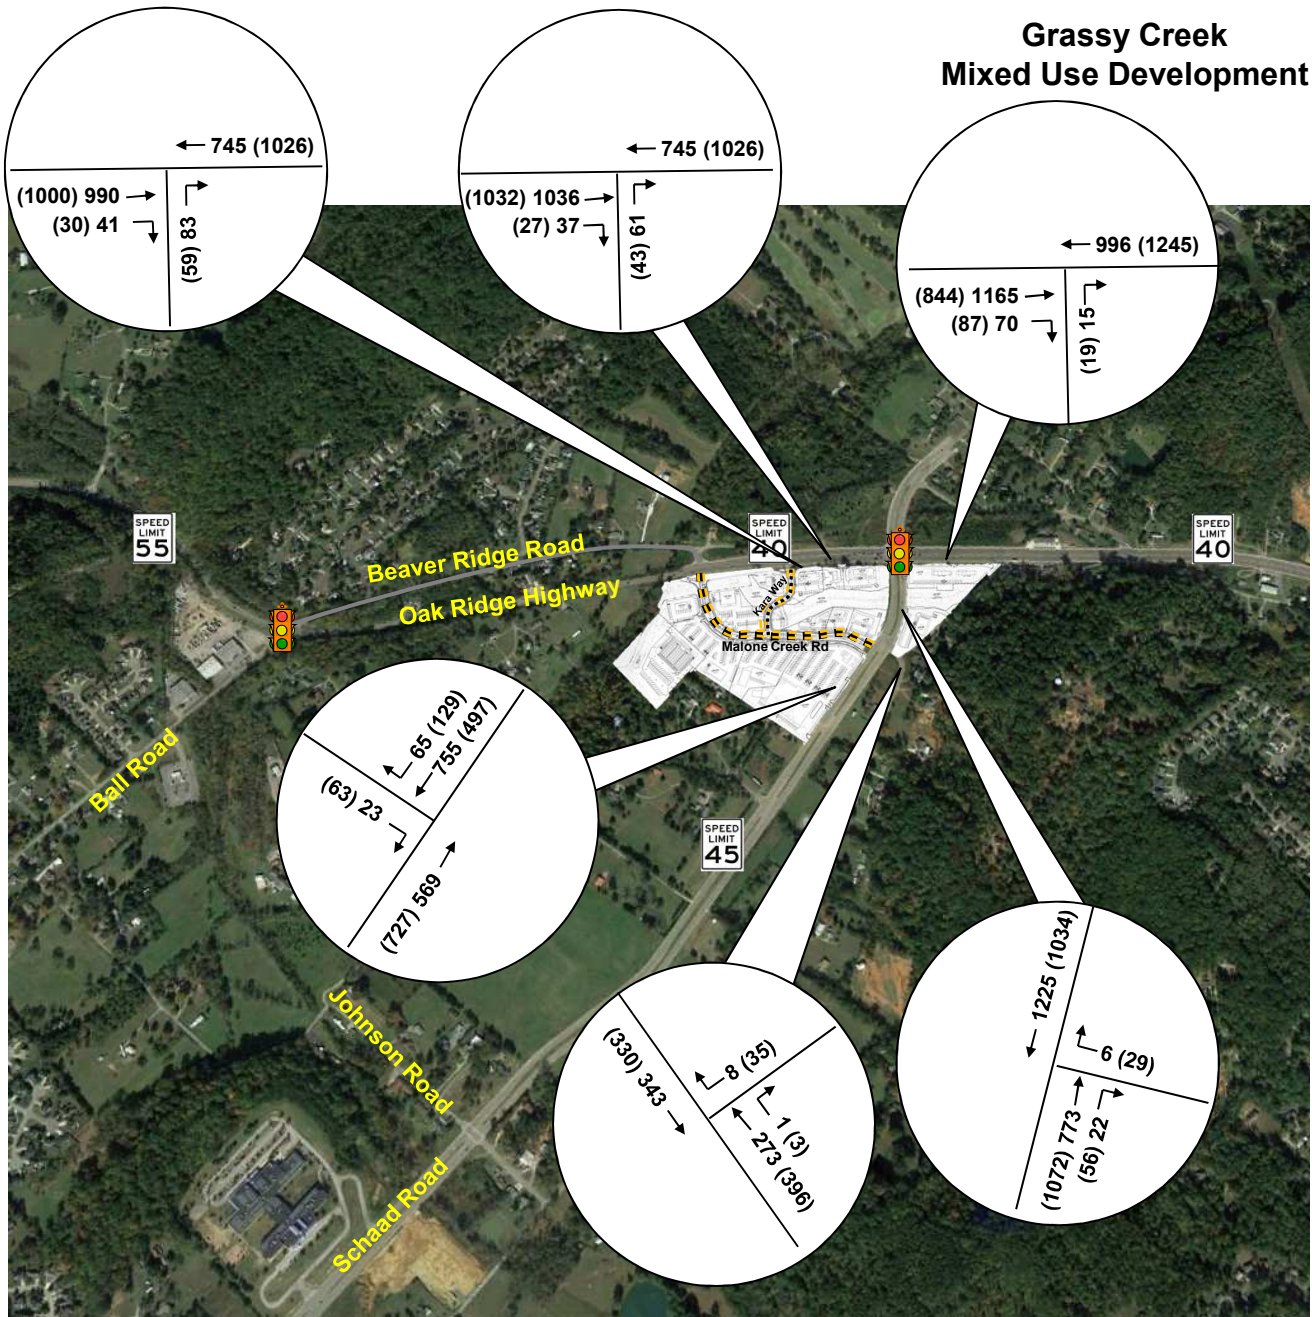 Grassy Creek
Mixed Use Development
745 (1026)
(1000) 990
(30) 41
(59) 83
745 (1026)
(1032) 1036
(27) 37
(43) 61
996 (1245)
(844) 1165
(87) 70
(19) 15
SPEED
LIMIT
55
SPEED
LIMIT
40
SPEED
LIMIT
40
Beaver Ridge Road
Oak Ridge Highway
Kara Way
Malone Creek Rd
Ball Road
65 (129)
755 (497)
(63) 23
(727) 569
SPEED
LIMIT
45
Johnson Road
Schaad Road
(330) 343
8 (35)
1 (3)
273 (396)
1225 (1034)
6 (29)
(1072) 773
(56) 22